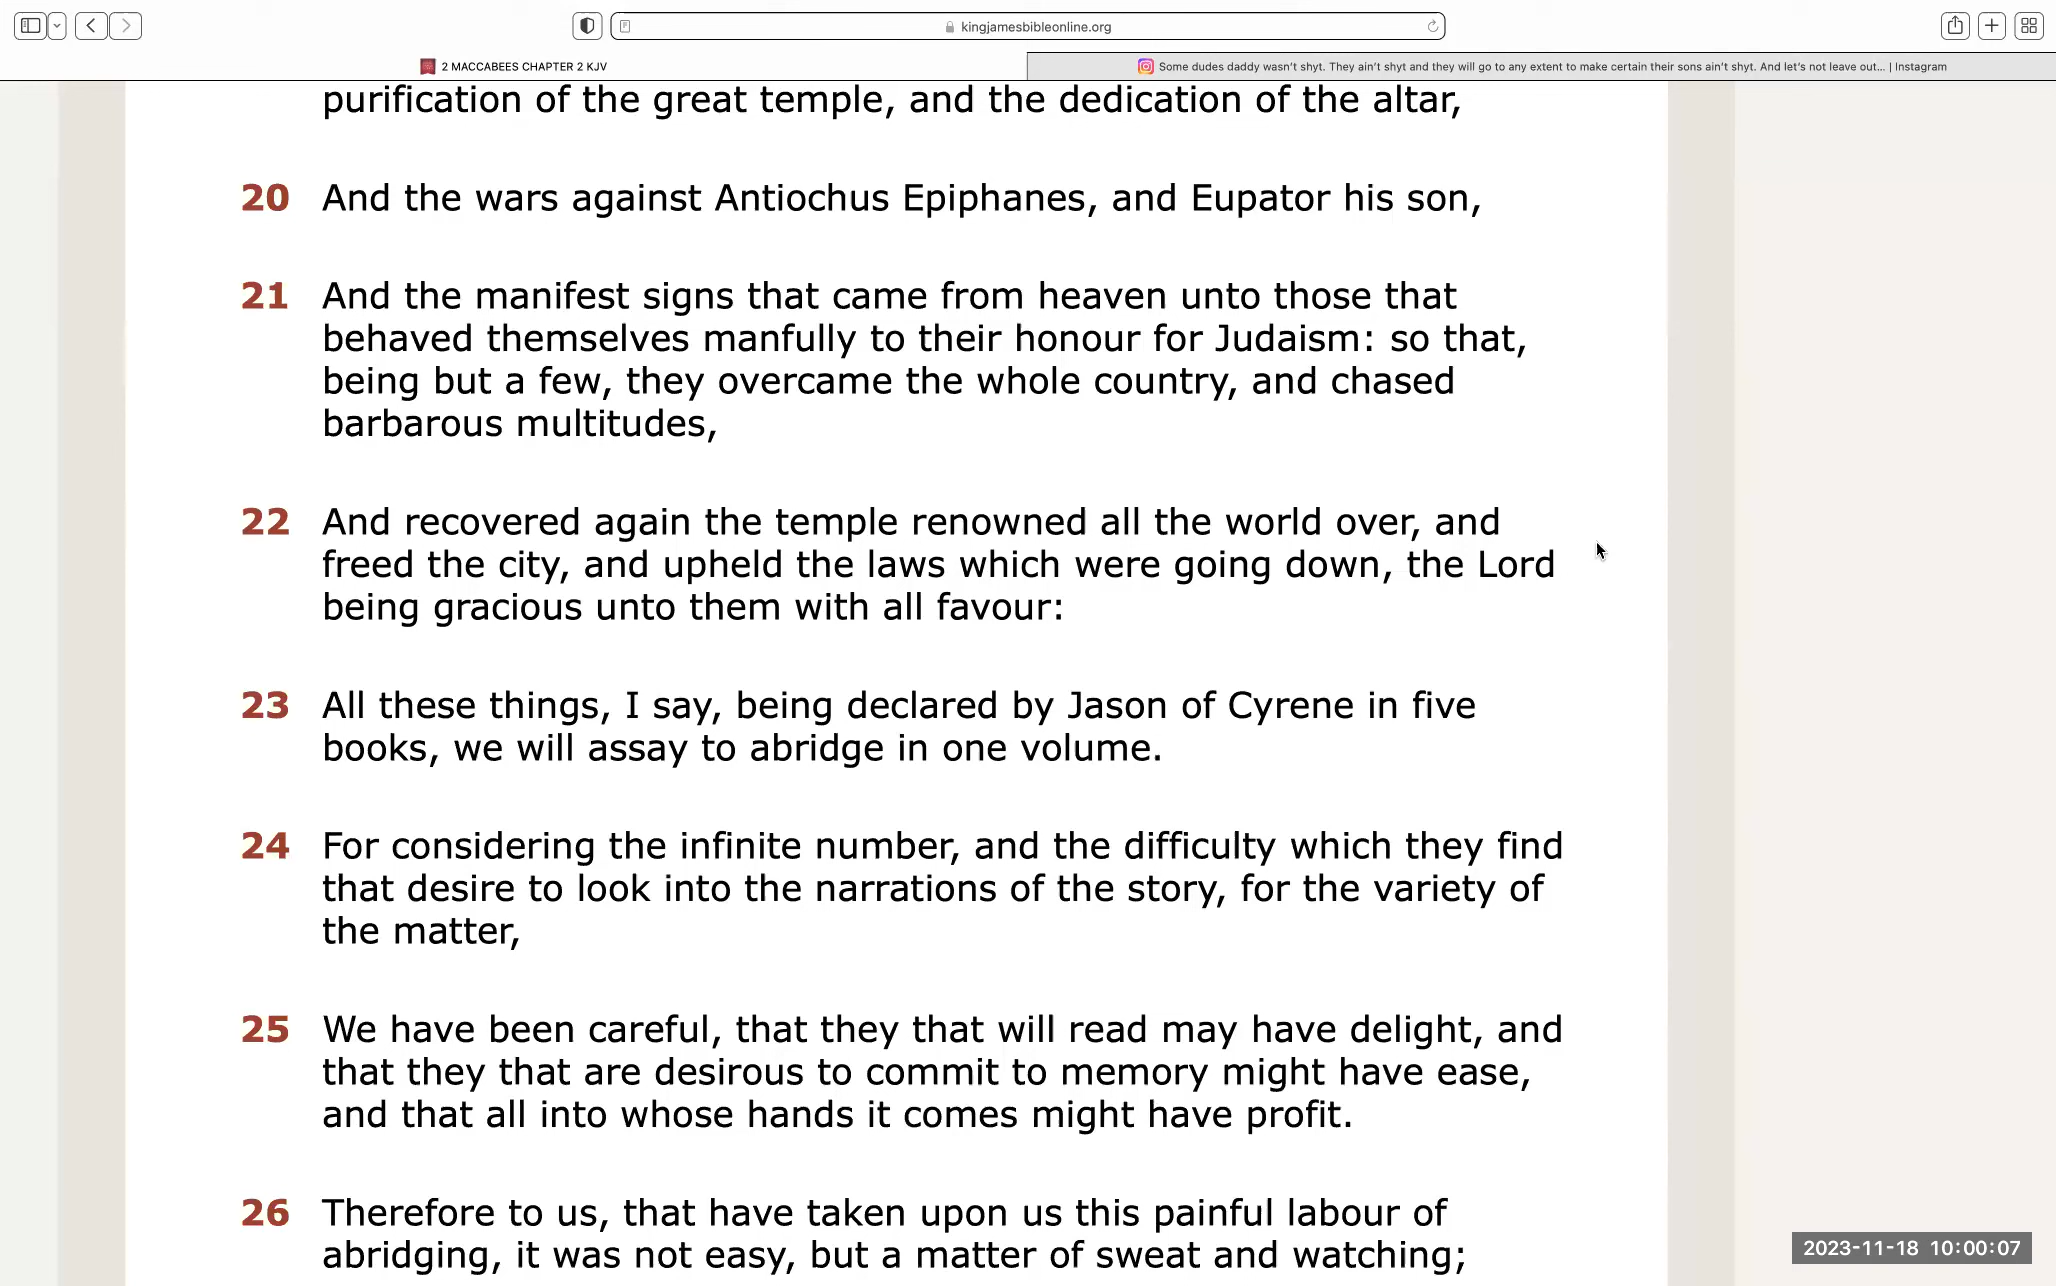 kingjamesbibleonline.org
2 MACCABEES CHAPTER 2 KJV
Some dudes daddy wasn't shyt. They ain't shyt and they will go to any extent to make certain their sons ain't shyt. And let's not leave out... | Instagram
purification of the great temple, and the dedication of the altar,
20 And the wars against Antiochus Epiphanes, and Eupator his son,
21 And the manifest signs that came from heaven unto those that
behaved themselves manfully to their honour for Judaism: so that,
being but a few, they overcame the whole country, and chased
barbarous multitudes,
22 And recovered again the temple renowned all the world over, and
freed the city, and upheld the laws which were going down, the Lord
being gracious unto them with all favour:
23 All these things, I say, being declared by Jason of Cyrene in five
books, we will assay to abridge in one volume.
24 For considering the infinite number, and the difficulty which they find
that desire to look into the narrations of the story, for the variety of
the matter,
25 We have been careful, that they that will read may have delight, and
that they that are desirous to commit to memory might have ease,
and that all into whose hands it comes might have profit.
26 Therefore to us, that have taken upon us this painful labour of
abridging, it was not easy, but a matter of sweat and watching;
2023-11-18 10:00:07